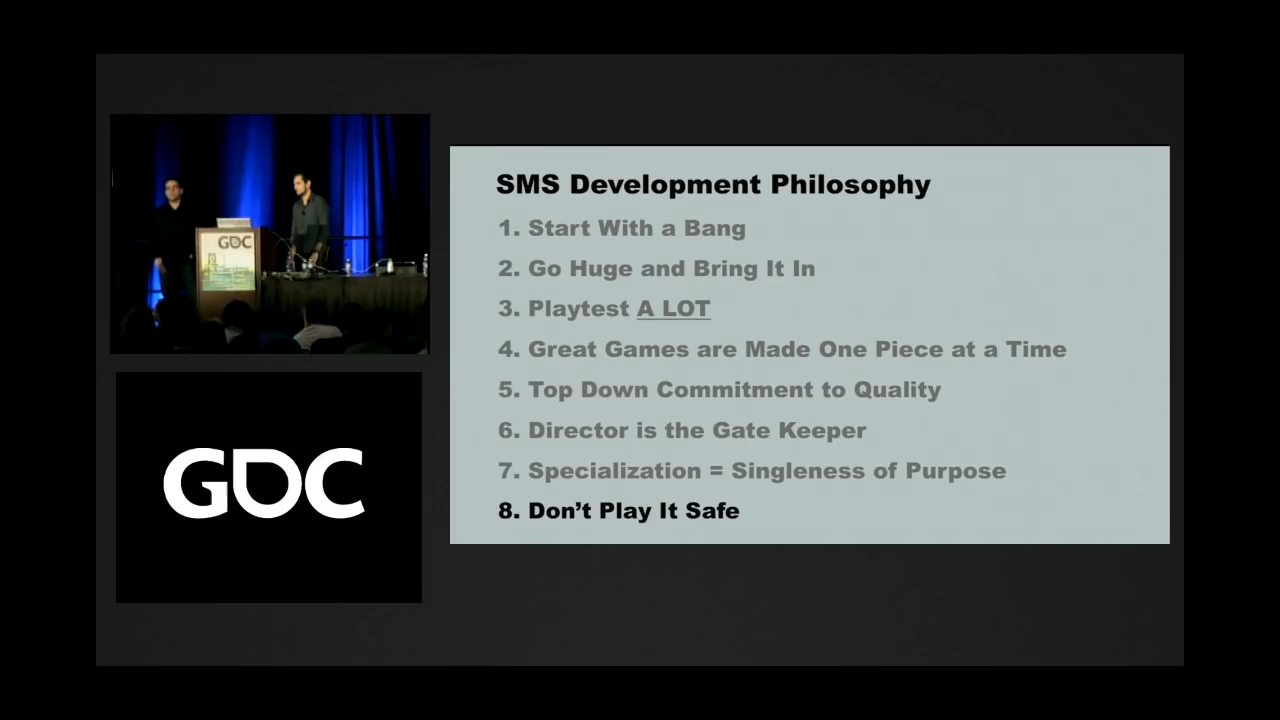 GDC
GDC
SMS Development Philosophy
1. Start With a Bang
2. Go Huge and Bring It In
3. Playtest A LOT
4. Great Games are Made One Piece at a Time
5. Top Down Commitment to Quality
6. Director is the Gate Keeper
7. Specialization = Singleness of Purpose
8. Don’t Play It Safe